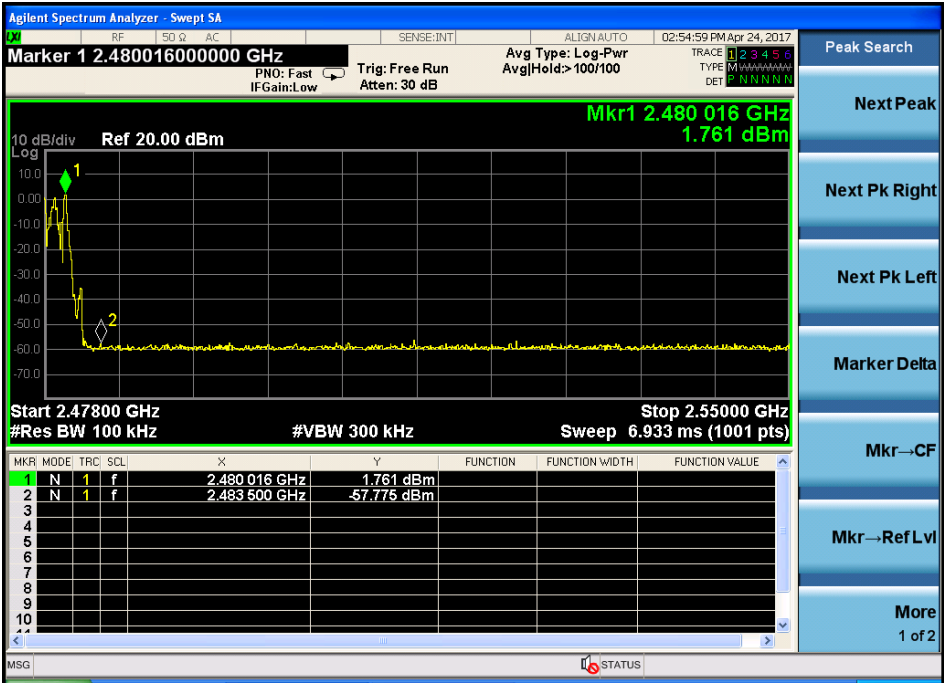 Agilent Spectrum Analyzer - Swept SA
LXI RF 50 Ω AC SENSE:INT ALIGN AUTO 02:54:59 PM Apr 24, 2017
Marker 1 2.480016000000 GHz
PNO: Fast
IFGain:Low
Trig: Free Run
Atten: 30 dB
Avg Type: Log-Pwr
Avg|Hold:>100/100
TRACE 1 2 3 4 5 6
TYPE M WWWWW
DET P N N N N N
Peak Search
Next Peak
Next Pk Right
Next Pk Left
Marker Delta
Mkr→CF
Mkr→Ref Lvl
More
1 of 2
Mkr1 2.480 016 GHz
1.761 dBm
10 dB/div Ref 20.00 dBm
Log
1
10.0
0.00
-10.0
-20.0
-30.0
-40.0
-50.0
2
-60.0
-70.0
Start 2.47800 GHz Stop 2.55000 GHz
#Res BW 100 kHz #VBW 300 kHz Sweep 6.933 ms (1001 pts)
MKR MODE TRC SCL X Y FUNCTION FUNCTION WIDTH FUNCTION VALUE
1 N 1 f 2.480 016 GHz 1.761 dBm
2 N 1 f 2.483 500 GHz -57.775 dBm
3
4
5
6
7
8
9
10
11
MSG STATUS